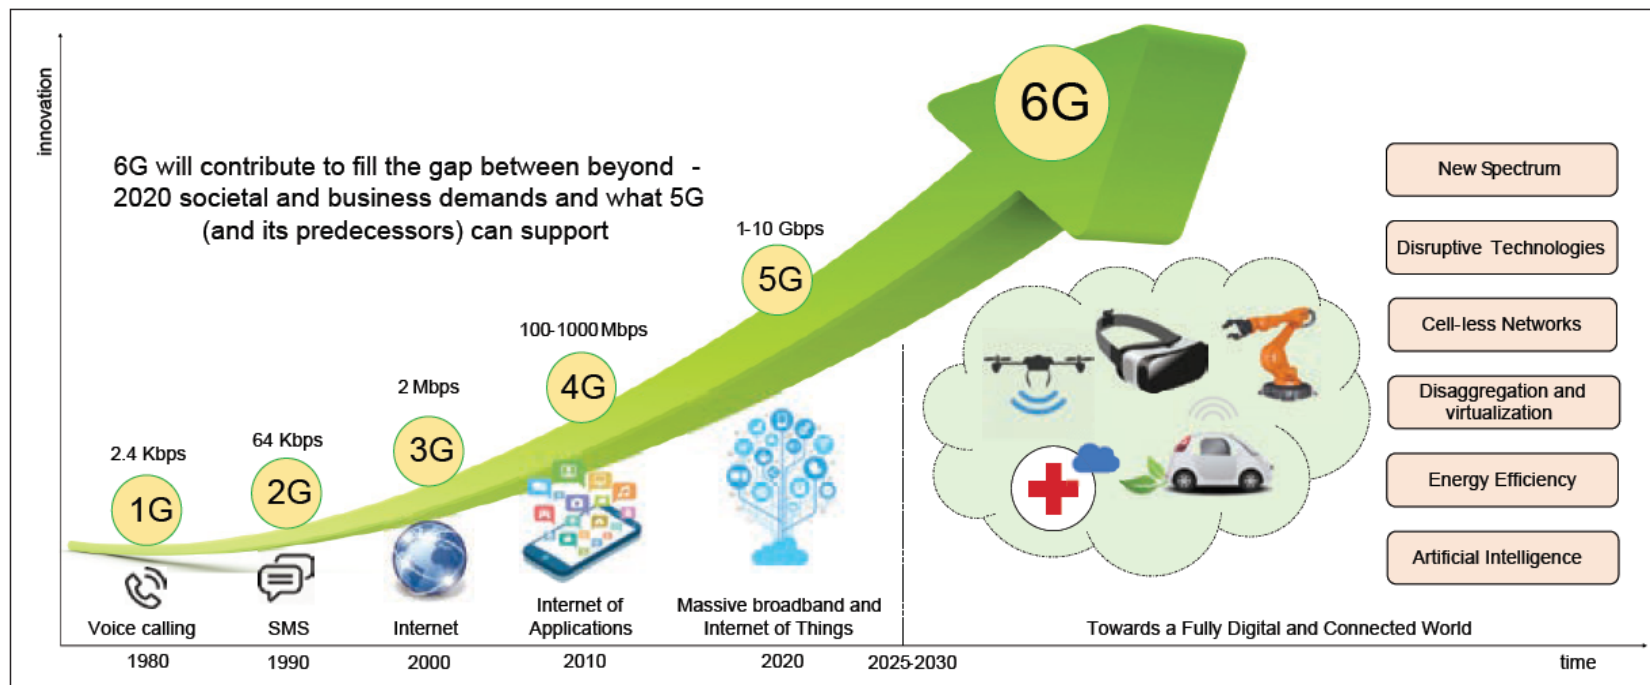 innovation
6G will contribute to fill the gap between beyond -
2020 societal and business demands and what 5G
(and its predecessors) can support
6G
1-10 Gbps
5G
100-1000 Mbps
4G
2 Mbps
3G
64 Kbps
2G
2.4 Kbps
1G
New Spectrum
Disruptive Technologies
Cell-less Networks
Disaggregation and
virtualization
Energy Efficiency
Artificial Intelligence
Voice calling
SMS
Internet
Internet of
Applications
Massive broadband and
Internet of Things
Towards a Fully Digital and Connected World
1980
1990
2000
2010
2020
2025-2030
time